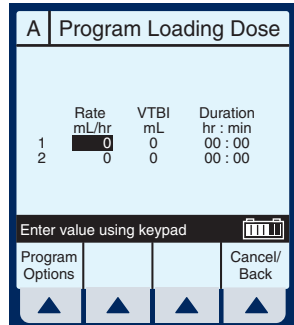 A Program Loading Dose
Rate VTBI Duration
mL/hr mL hr : min
1 0 0 00 : 00
2 0 0 00 : 00
Enter value using keypad
Program Cancel/
Options Back